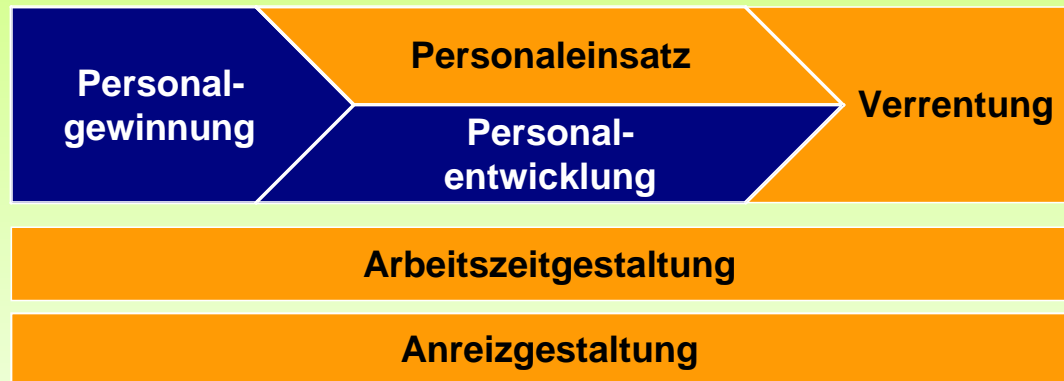 Personal-
gewinnung
Personaleinsatz
Personal-
entwicklung
Verrentung
Arbeitszeitgestaltung
Anreizgestaltung